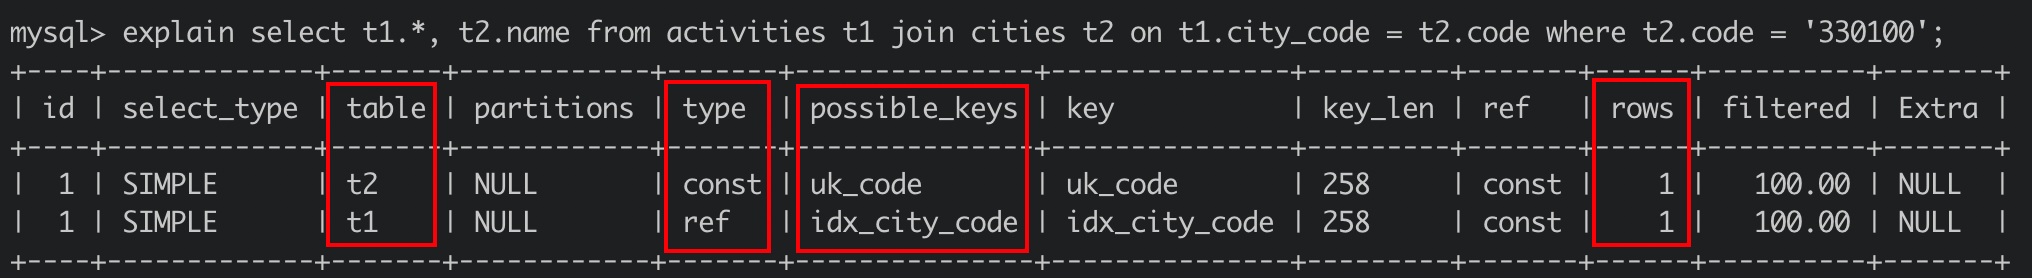 mysql> explain select t1.*, t2.name from activities t1 join cities t2 on t1.city_code = t2.code where t2.code = '330100';
+----+-------------+-------+------------+-------+---------------+---------------+---------+-------+------+----------+-------+
| id | select_type | table | partitions | type  | possible_keys | key           | key_len | ref   | rows | filtered | Extra |
+----+-------------+-------+------------+-------+---------------+---------------+---------+-------+------+----------+-------+
|  1 | SIMPLE      | t2    | NULL       | const | uk_code       | uk_code       | 258     | const |    1 |   100.00 | NULL  |
|  1 | SIMPLE      | t1    | NULL       | ref   | idx_city_code | idx_city_code | 258     | const |    1 |   100.00 | NULL  |
+----+-------------+-------+------------+-------+---------------+---------------+---------+-------+------+----------+-------+